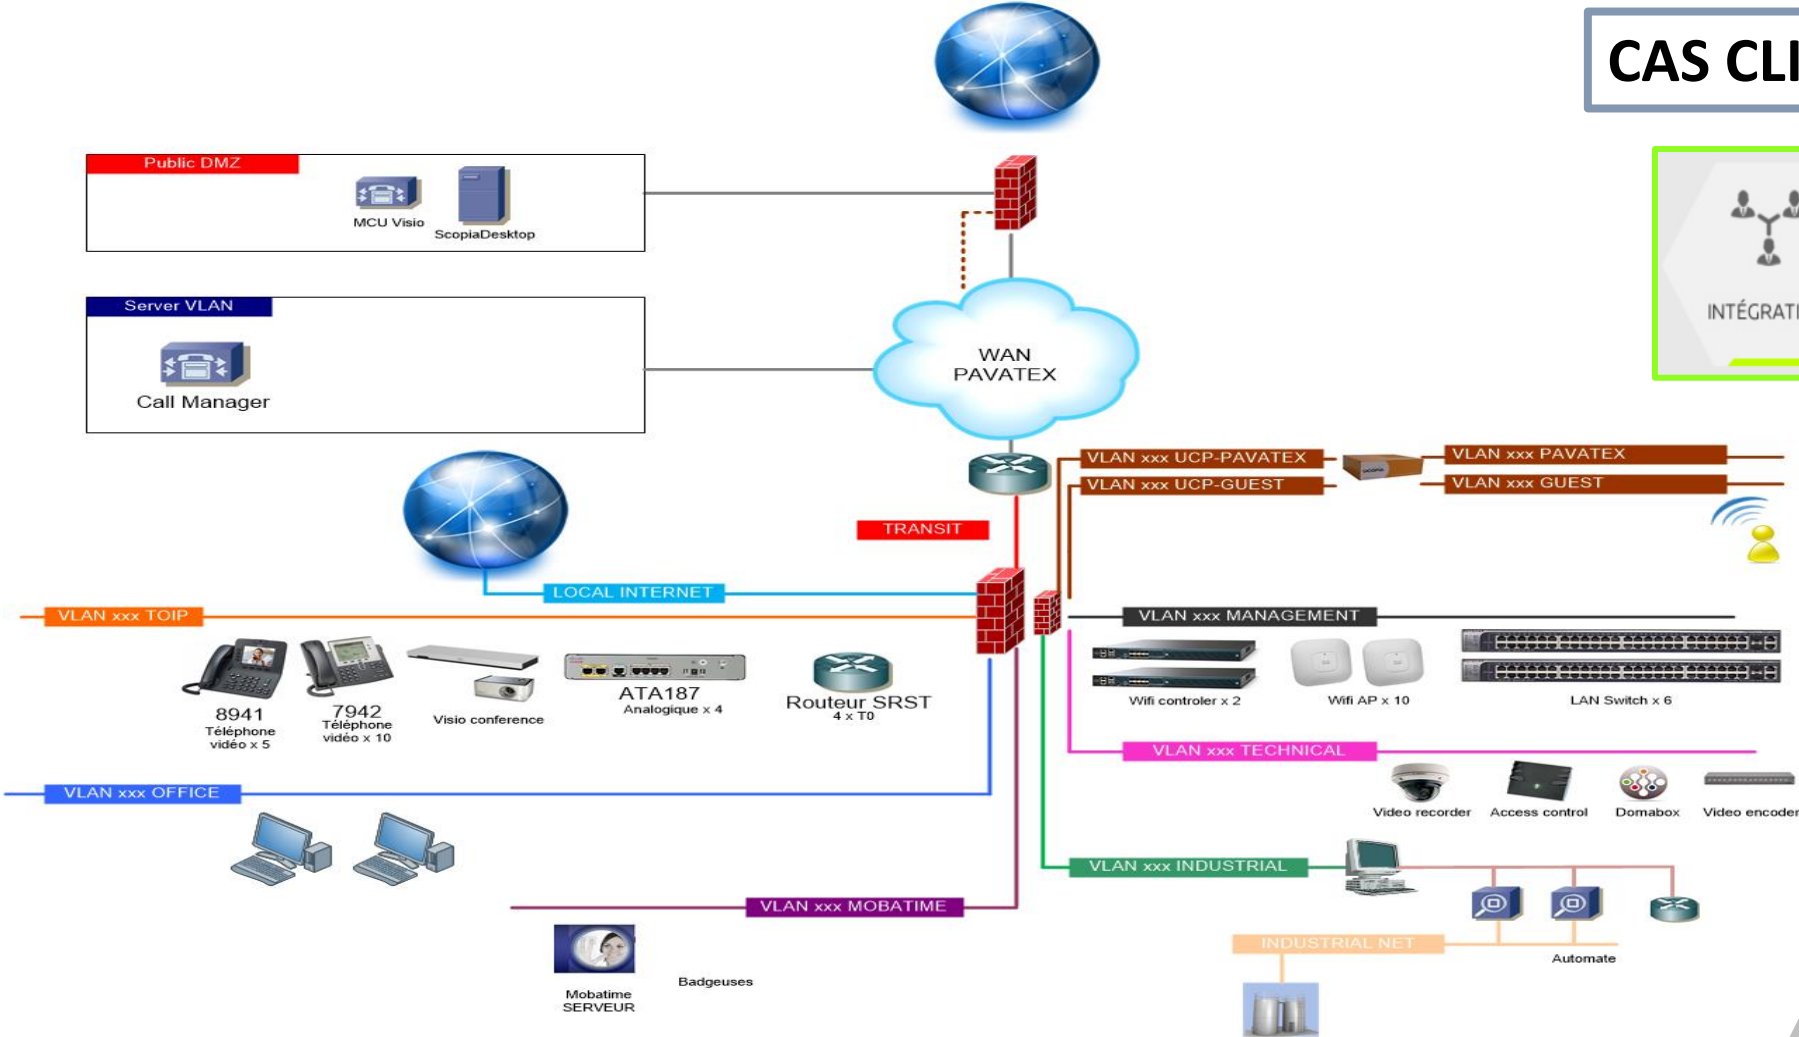 CAS CLI
Public DMZ
MCU Visio
ScopiaDesktop
INTÉGRATI
Server VLAN
Call Manager
WAN
PAVATEX
VLAN xxx UCP-PAVATEX
VLAN xxx PAVATEX
VLAN xxx UCP-GUEST
VLAN xxx GUEST
UCOPIA
TRANSIT
LOCAL INTERNET
VLAN xxx TOIP
VLAN xxx MANAGEMENT
8941
Téléphone
vidéo x 5
7942
Téléphone
vidéo x 10
Visio conference
ATA187
Analogique x 4
Routeur SRST
4 x T0
Wifi controler x 2
Wifi AP x 10
LAN Switch x 6
VLAN xxx TECHNICAL
VLAN xxx OFFICE
Video recorder
Access control
Domabox
Video encoder
VLAN xxx INDUSTRIAL
VLAN xxx MOBATIME
INDUSTRIAL NET
Automate
Mobatime
SERVEUR
Badgeuses